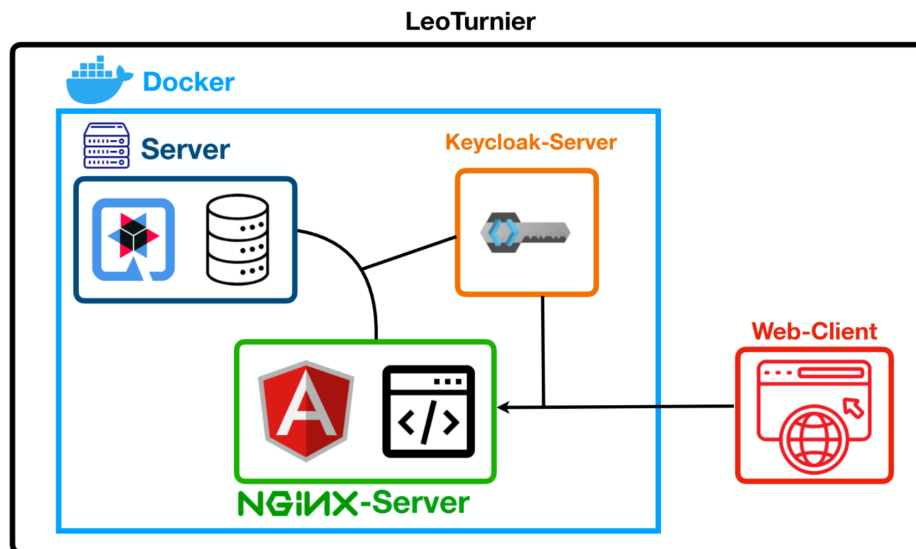 LeoTurnier
Docker
Server
Keycloak-Server
Web-Client
NGiNX-Server